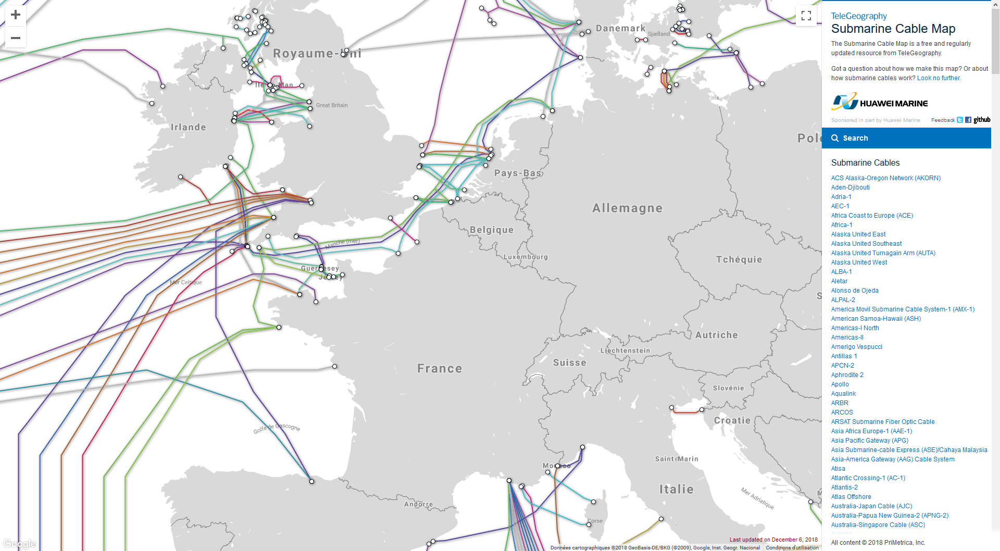 +
−
Danemark
Sjælland
Royaume-Uni
Île de Man
Great Britain
Irlande
Pol
Pays-Bas
Allemagne
Belgique
Manche (mer)
Luxembourg
Tchéquie
Guernesey
Jersey
Mer Celtique
S
Autriche
Liechtenstein
Suisse
France
Slovénie
Croatie
Golfe de Gascogne
Saint-Marin
Monaco
Italie
Mer Adriatique
M
Andorre
Corse
Google
Last updated on December 6, 2018
Données cartographiques ©2018 GeoBasis-DE/BKG (©2009), Google, Inst. Geogr. Nacional
Conditions d'utilisation
TeleGeography
Submarine Cable Map
The Submarine Cable Map is a free and regularly
updated resource from TeleGeography.
Got a question about how we make this map? Or about
how submarine cables work? Look no further.
HUAWEI MARINE
Sponsored in part by Huawei Marine
Feedback
github
Search
Submarine Cables
ACS Alaska-Oregon Network (AKORN)
Aden-Djibouti
Adria-1
AEC-1
Africa Coast to Europe (ACE)
Africa-1
Alaska United East
Alaska United Southeast
Alaska United Turnagain Arm (AUTA)
Alaska United West
ALBA-1
Aletar
Alonso de Ojeda
ALPAL-2
America Movil Submarine Cable System-1 (AMX-1)
American Samoa-Hawaii (ASH)
Americas-I North
Americas-II
Amerigo Vespucci
Antillas 1
APCN-2
Aphrodite 2
Apollo
Aqualink
ARBR
ARCOS
ARSAT Submarine Fiber Optic Cable
Asia Africa Europe-1 (AAE-1)
Asia Pacific Gateway (APG)
Asia Submarine-cable Express (ASE)/Cahaya Malaysia
Asia-America Gateway (AAG) Cable System
Atisa
Atlantic Crossing-1 (AC-1)
Atlantis-2
Atlas Offshore
Australia-Japan Cable (AJC)
Australia-Papua New Guinea-2 (APNG-2)
Australia-Singapore Cable (ASC)
All content © 2018 PriMetrica, Inc.